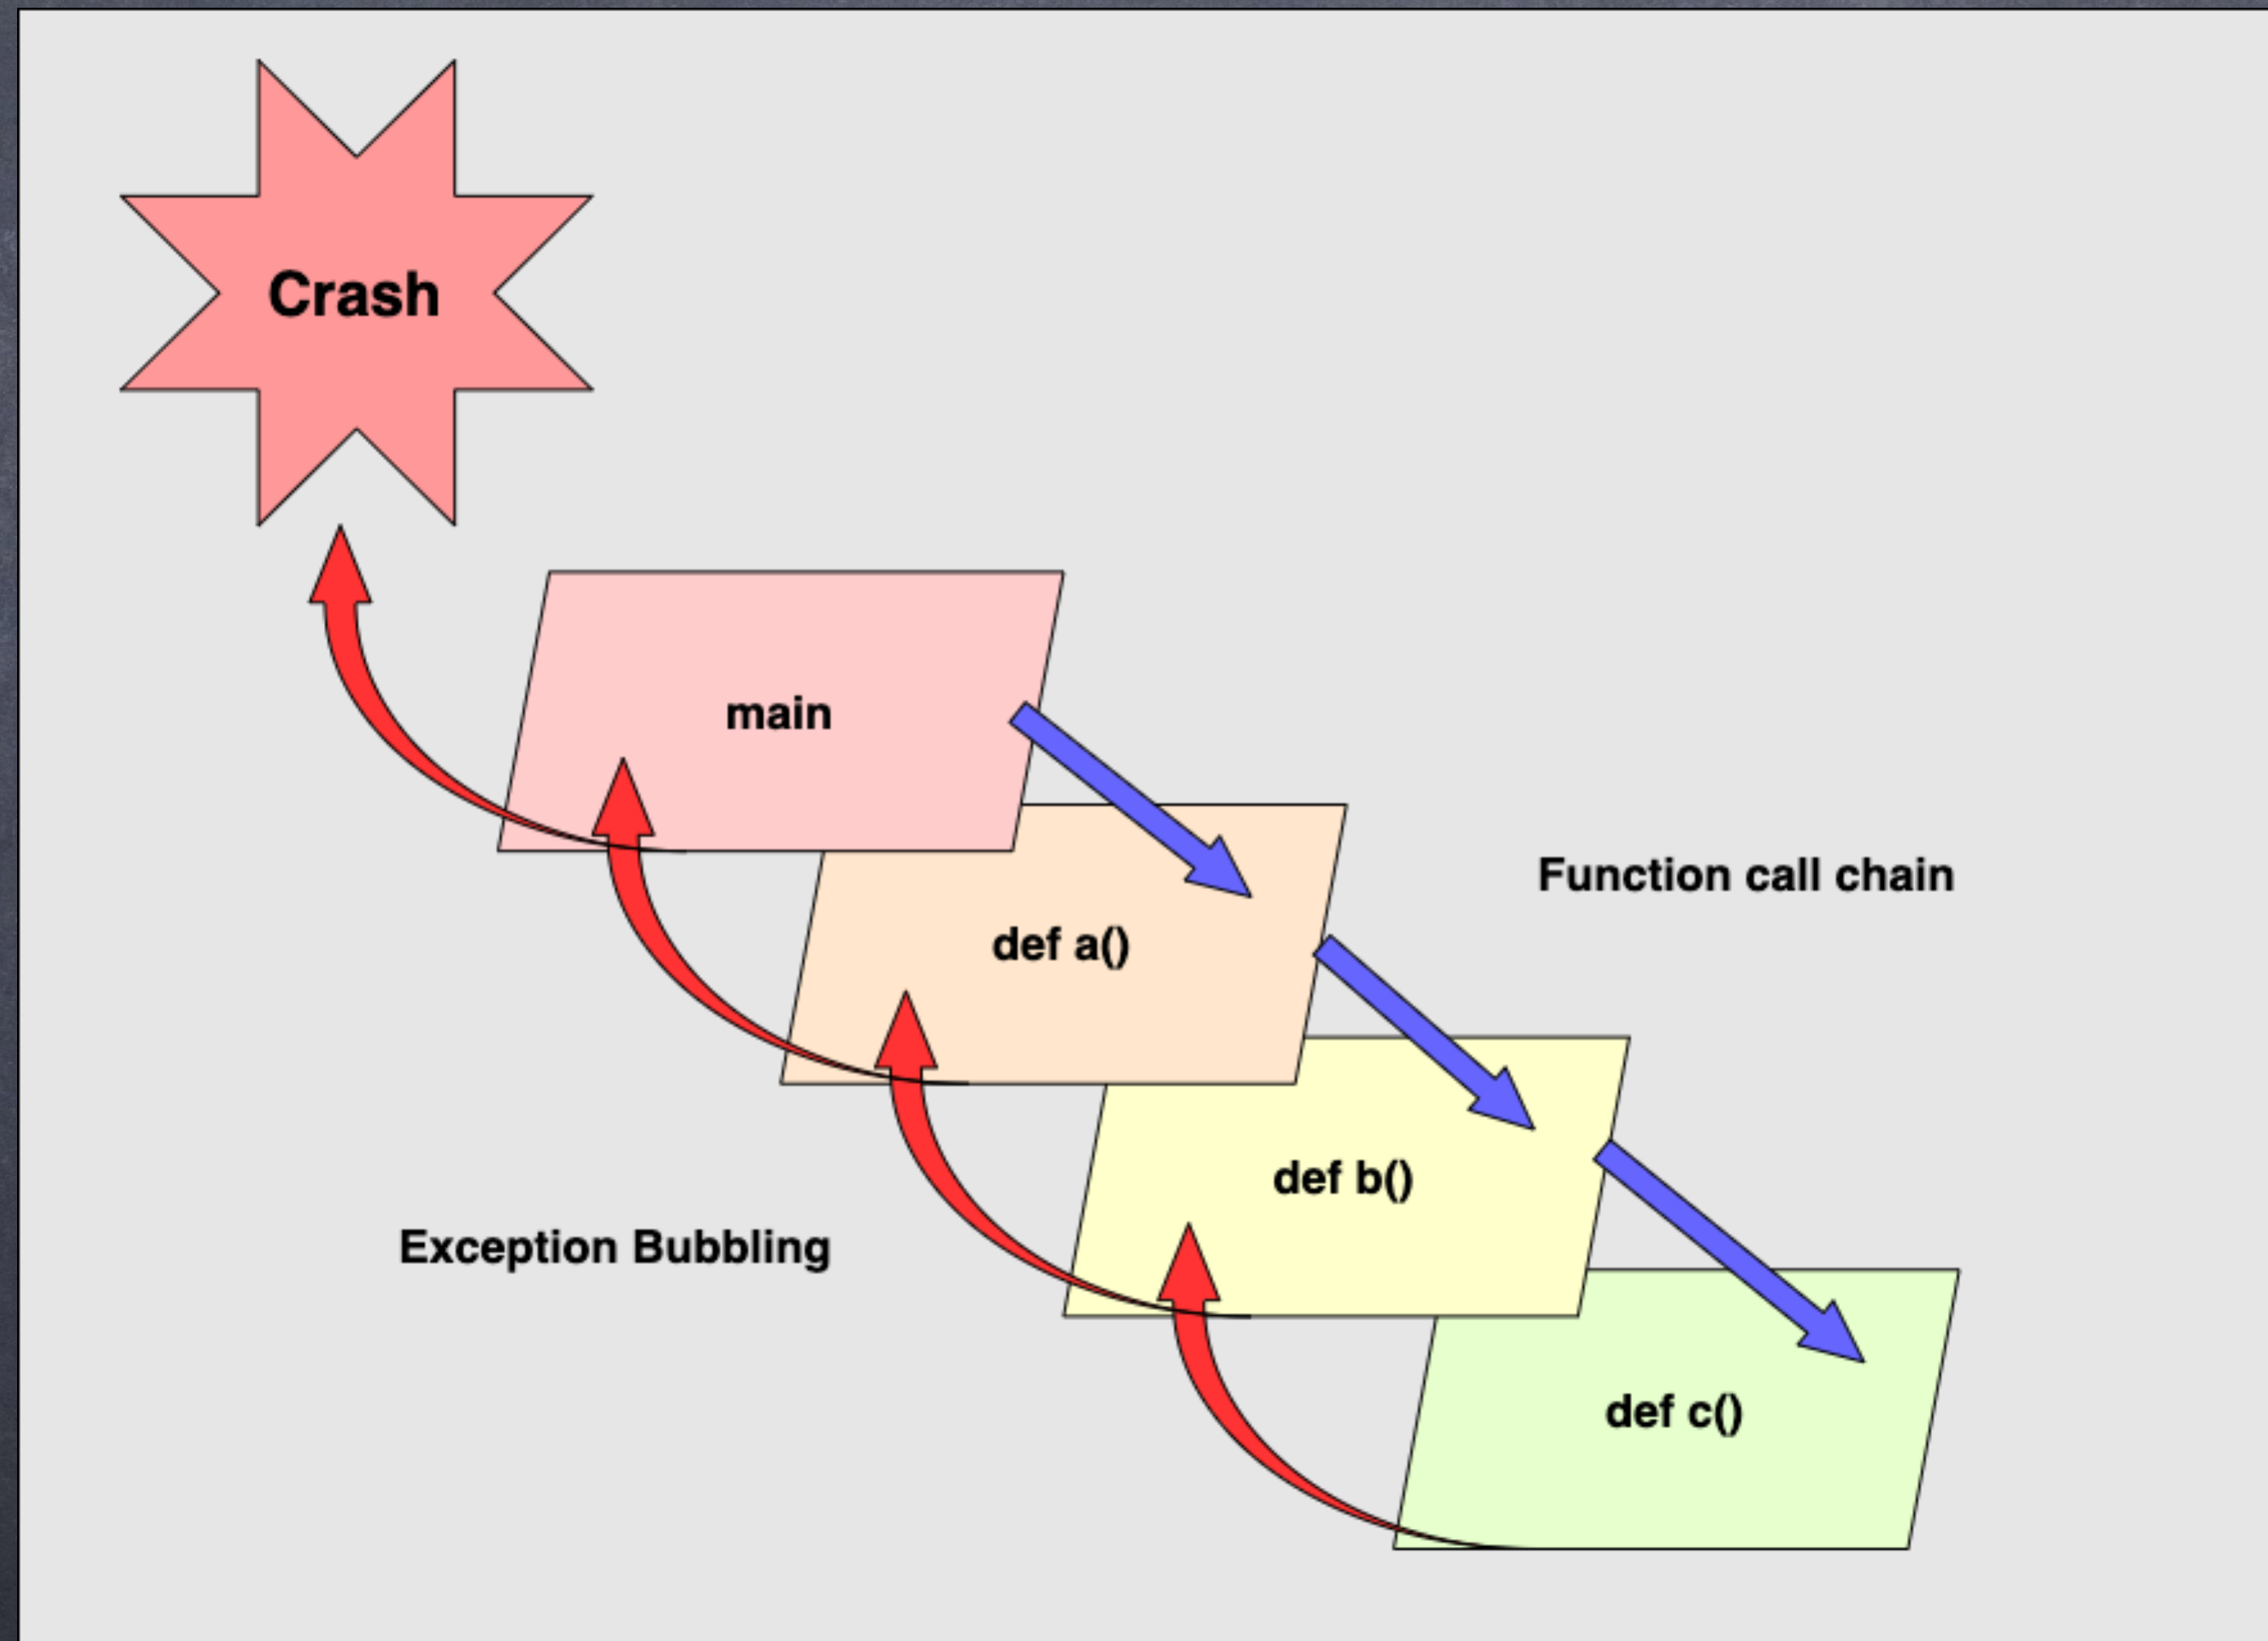 Crash
main
Function call chain
def a()
def b()
Exception Bubbling
def c()